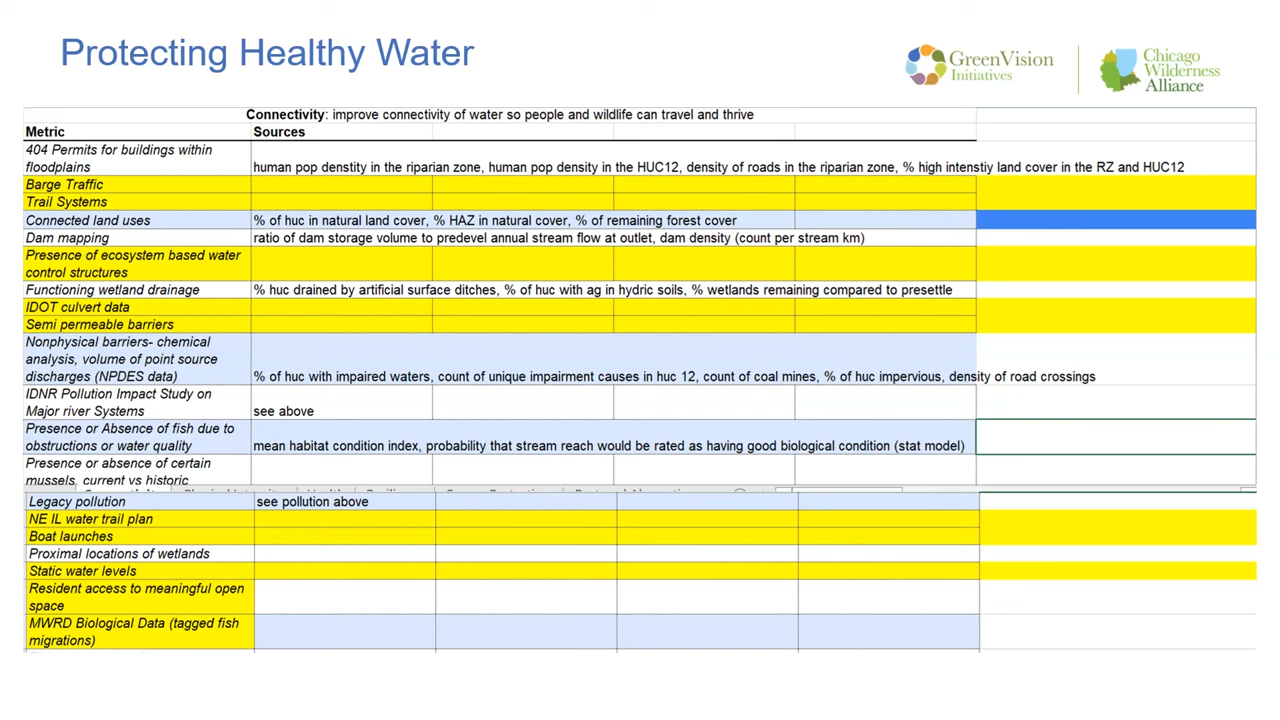 Protecting Healthy Water
GreenVision
Initiatives
Chicago
Wilderness
Alliance
Connectivity: improve connectivity of water so people and wildlife can travel and thrive
Metric Sources
404 Permits for buildings within
floodplains human pop denstity in the riparian zone, human pop density in the HUC12, density of roads in the riparian zone, % high intenstiy land cover in the RZ and HUC12
Barge Traffic
Trail Systems
Connected land uses % of huc in natural land cover, % HAZ in natural cover, % of remaining forest cover
Dam mapping ratio of dam storage volume to predevel annual stream flow at outlet, dam density (count per stream km)
Presence of ecosystem based water
control structures
Functioning wetland drainage % huc drained by artificial surface ditches, % of huc with ag in hydric soils, % wetlands remaining compared to presettle
IDOT culvert data
Semi permeable barriers
Nonphysical barriers- chemical
analysis, volume of point source
discharges (NPDES data) % of huc with impaired waters, count of unique impairment causes in huc 12, count of coal mines, % of huc impervious, density of road crossings
IDNR Pollution Impact Study on
Major river Systems see above
Presence or Absence of fish due to
obstructions or water quality mean habitat condition index, probability that stream reach would be rated as having good biological condition (stat model)
Presence or absence of certain
mussels, current vs historic
Legacy pollution see pollution above
NE IL water trail plan
Boat launches
Proximal locations of wetlands
Static water levels
Resident access to meaningful open
space
MWRD Biological Data (tagged fish
migrations)